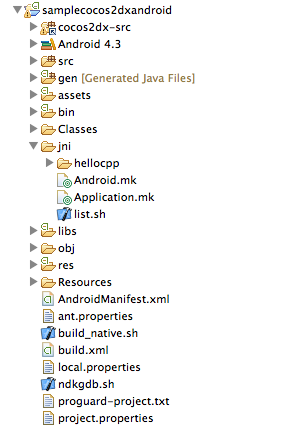 samplecocos2dxandroid
cocos2dx-src
Android 4.3
src
gen [Generated Java Files]
assets
bin
Classes
jni
hellocpp
Android.mk
Application.mk
list.sh
libs
obj
res
Resources
AndroidManifest.xml
ant.properties
build_native.sh
build.xml
local.properties
ndkgdb.sh
proguard-project.txt
project.properties